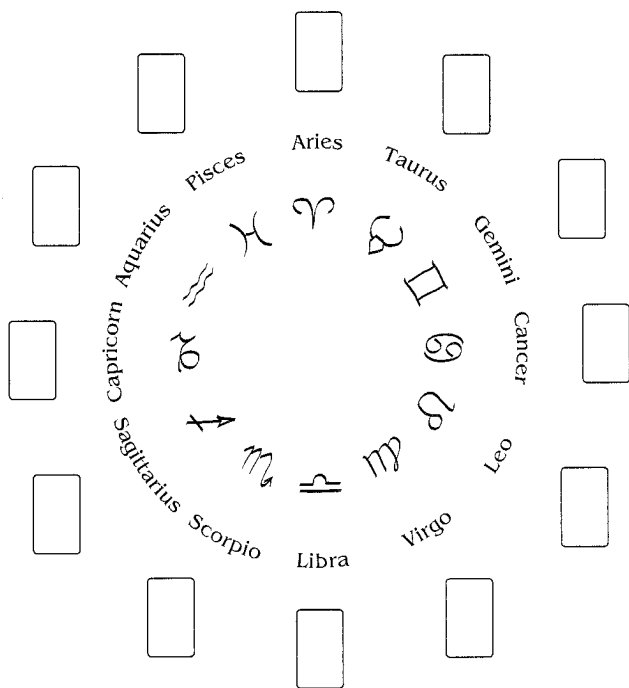 Aries
Taurus
Gemini
Cancer
Leo
Virgo
Libra
Scorpio
Sagittarius
Capricorn
Aquarius
Pisces